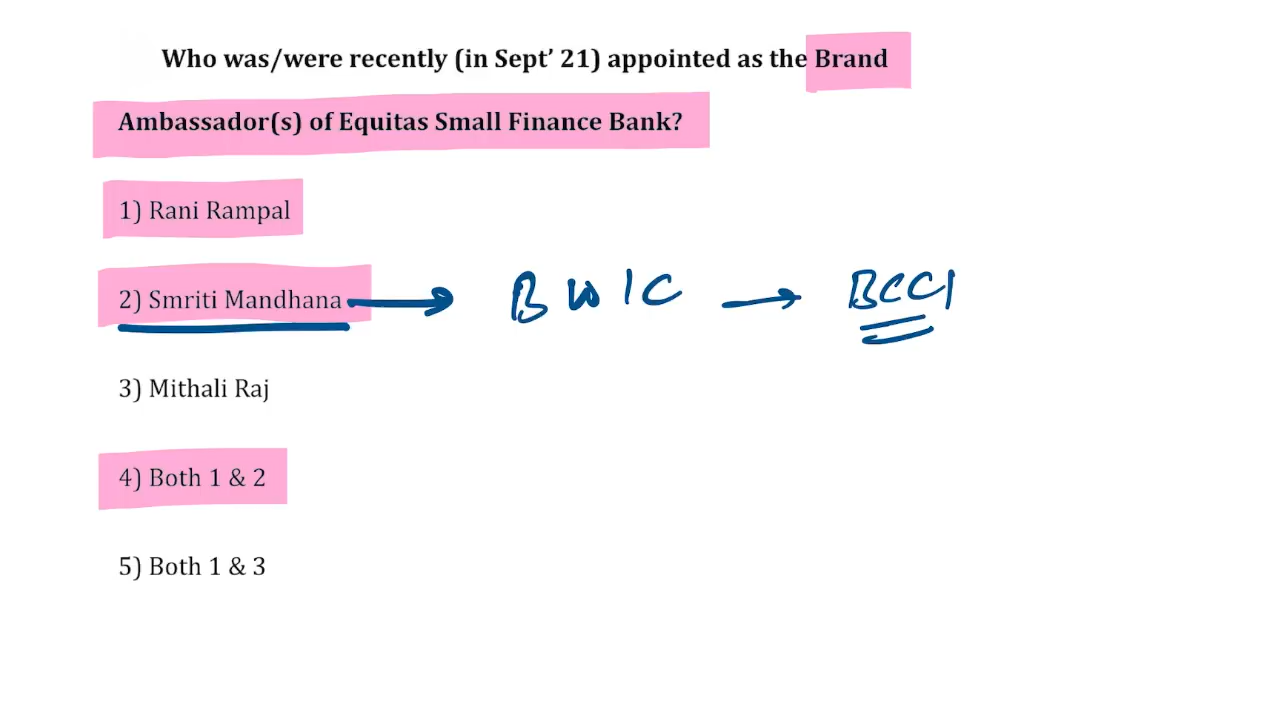 Who was/were recently (in Sept’ 21) appointed as the Brand
Ambassador(s) of Equitas Small Finance Bank?
1) Rani Rampal
2) Smriti Mandhana BWIC BCCI
3) Mithali Raj
4) Both 1 & 2
5) Both 1 & 3